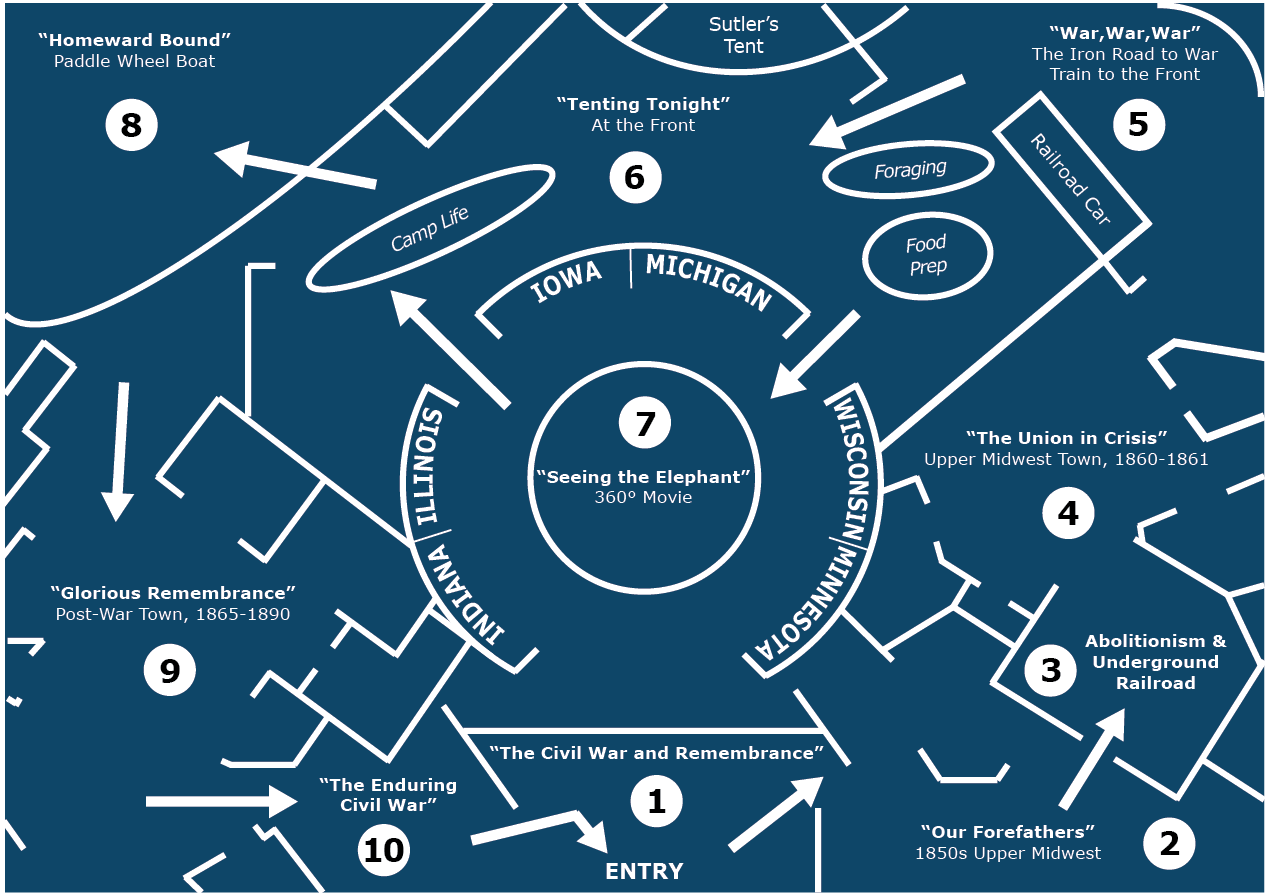 “Homeward Bound”
Paddle Wheel Boat
8
Sutler’s
Tent
“War,War,War”
The Iron Road to War
Train to the Front
5
“Tenting Tonight”
At the Front
6
Foraging
Railroad Car
Camp Life
Food
Prep
IOWA
MICHIGAN
ILLINOIS
WISCONSIN
7
“Seeing the Elephant”
360º Movie
“The Union in Crisis”
Upper Midwest Town, 1860-1861
4
INDIANA
MINNESOTA
“Glorious Remembrance”
Post-War Town, 1865-1890
9
3
Abolitionism &
Underground
Railroad
“The Civil War and Remembrance”
1
ENTRY
“The Enduring
Civil War”
10
“Our Forefathers”
1850s Upper Midwest
2